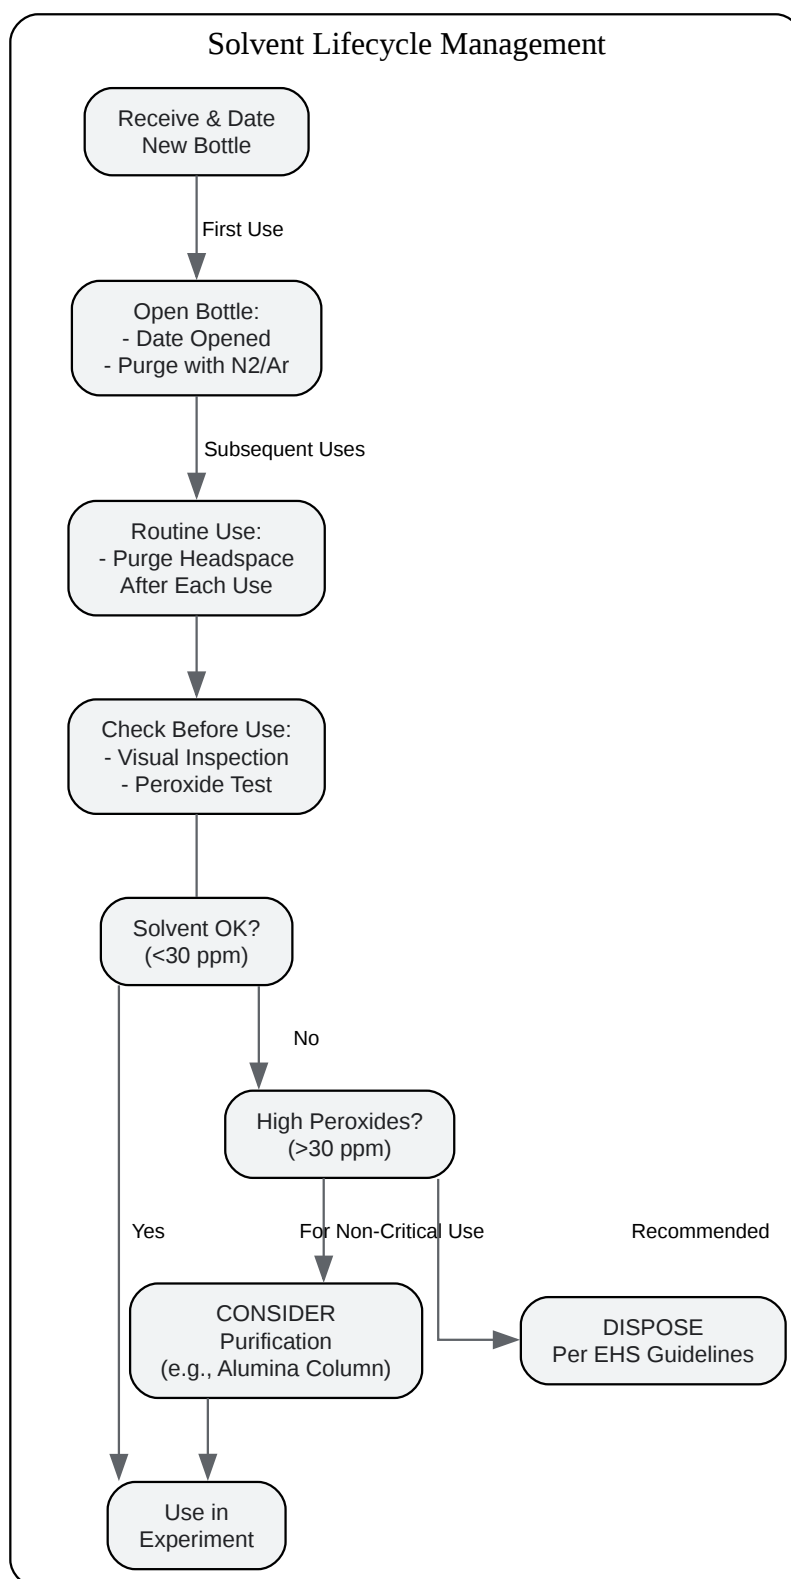 Solvent Lifecycle Management
Receive & Date
New Bottle
First Use
Open Bottle:
- Date Opened
- Purge with N2/Ar
Subsequent Uses
Routine Use:
- Purge Headspace
After Each Use
Check Before Use:
- Visual Inspection
- Peroxide Test
Solvent OK?
(<30 ppm)
No
High Peroxides?
(>30 ppm)
Yes
For Non-Critical Use
Recommended
CONSIDER
Purification
(e.g., Alumina Column)
DISPOSE
Per EHS Guidelines
Use in
Experiment